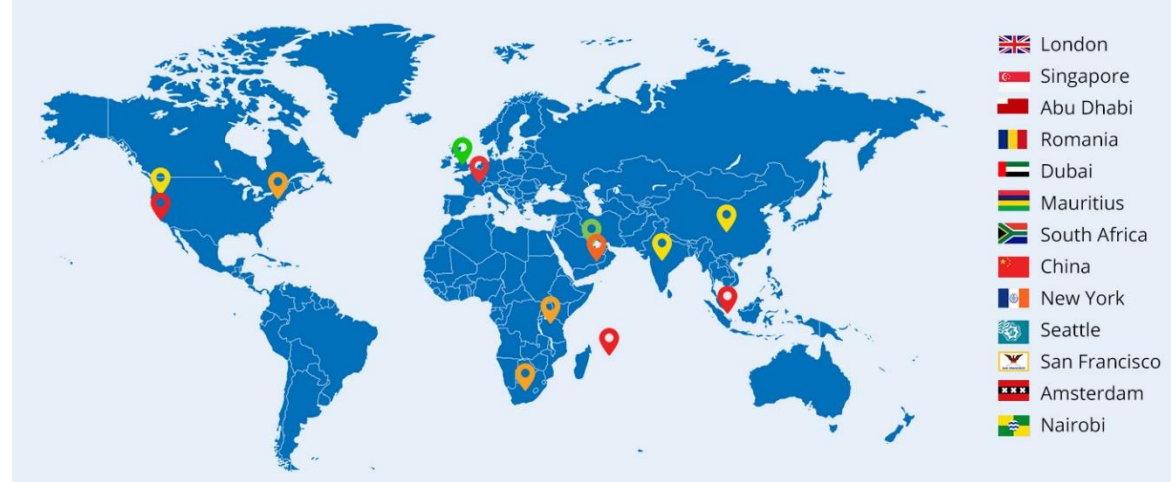 London
Singapore
Abu Dhabi
Romania
Dubai
Mauritius
South Africa
China
New York
Seattle
San Francisco
Amsterdam
Nairobi